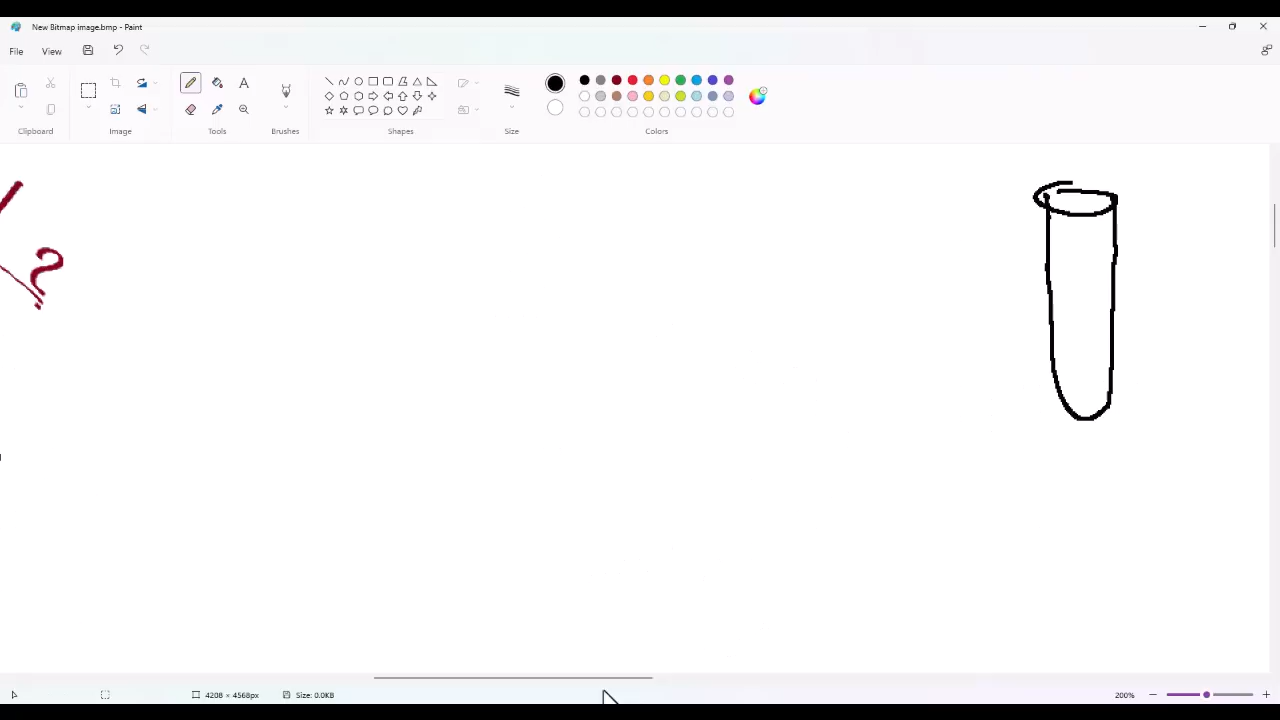 New Bitmap image.bmp - Paint
File View
Clipboard Image Tools Brushes Shapes Size Colors
?
4208 × 4568px Size: 0.0KB 200%